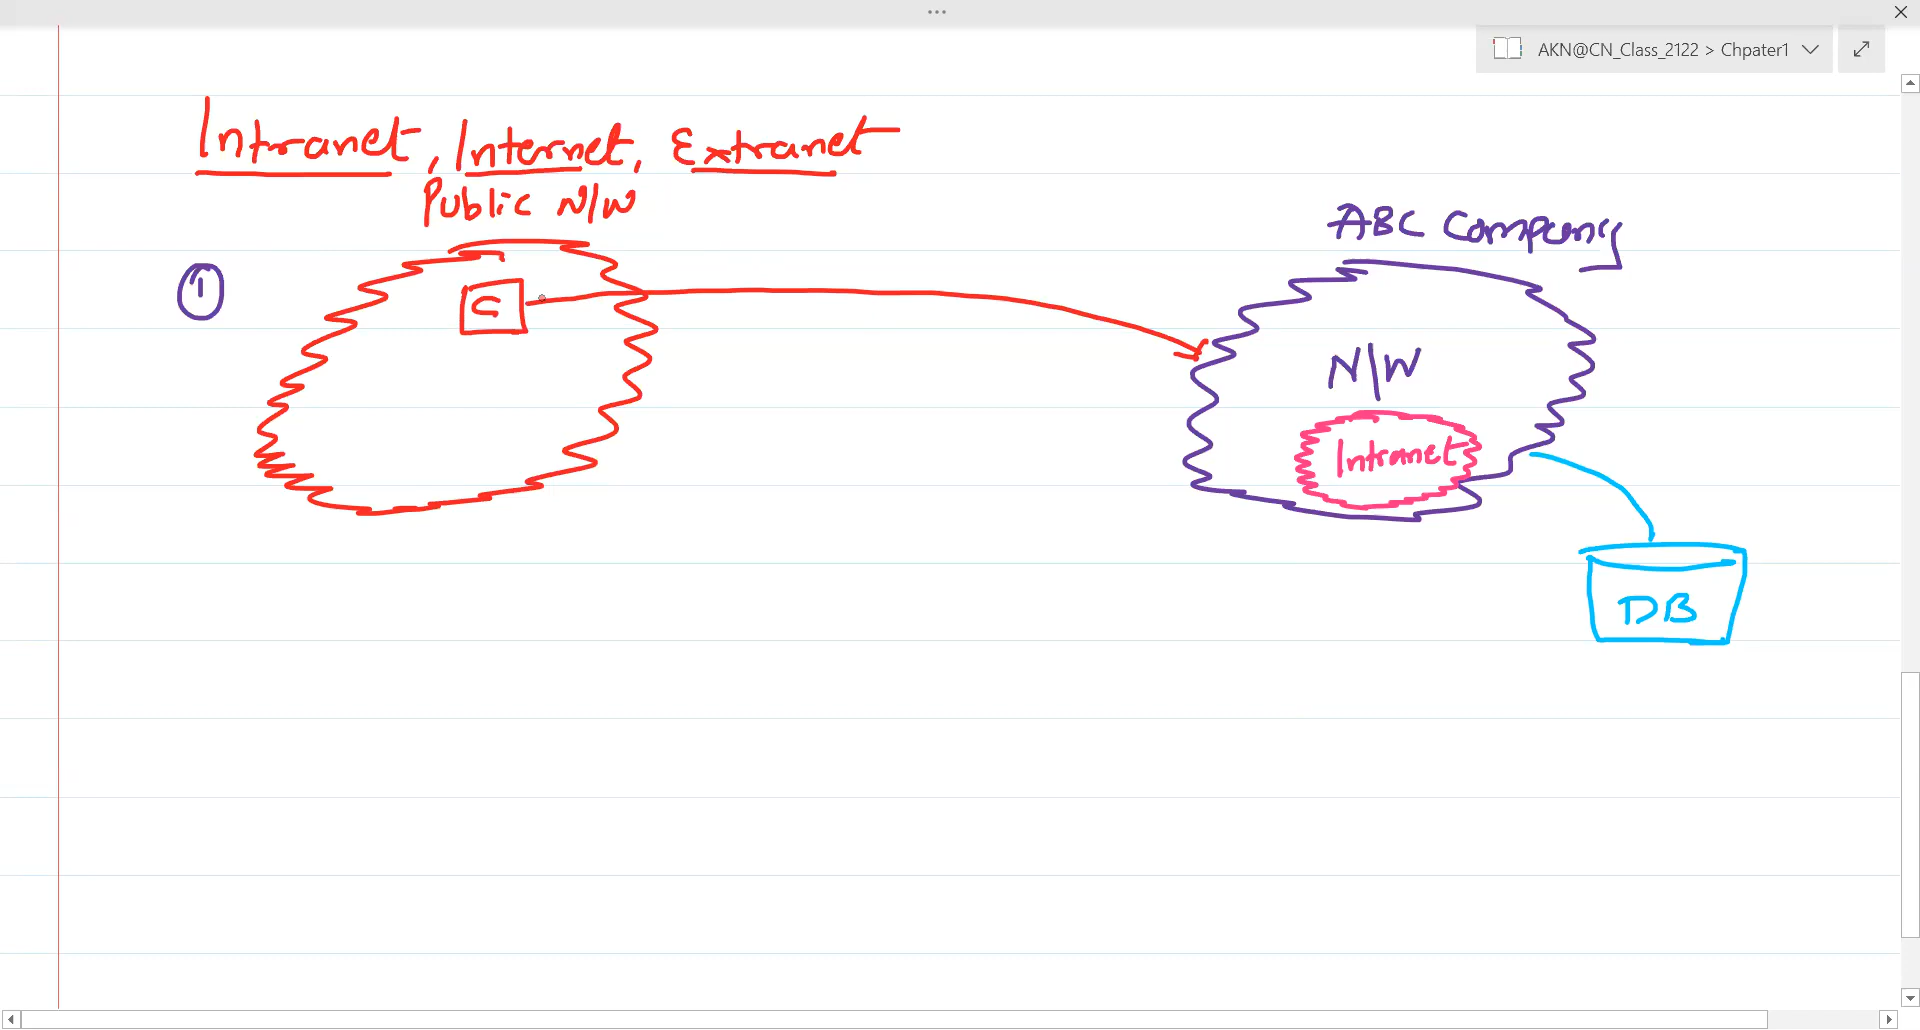 AKN@CN_Class_2122 > Chpater1
Intranet, Internet, Extranet
Public N/W
ABC Company
1
C
N/W
Intranet
DB